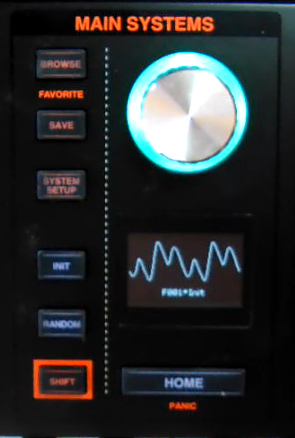 MAIN SYSTEMS
BROWSE
FAVORITE
SAVE
SYSTEM
SETUP
INIT
F001*Init
RANDOM
SHIFT
HOME
PANIC